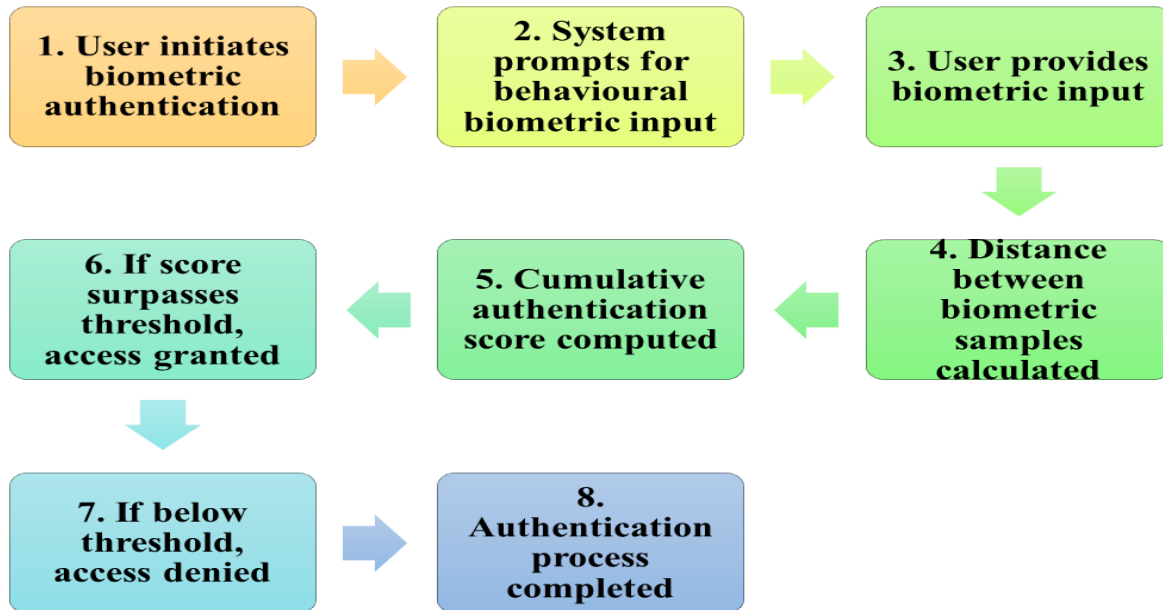 1. User initiates
biometric
authentication
2. System
prompts for
behavioural
biometric input
3. User provides
biometric input
4. Distance
between
biometric
samples
calculated
5. Cumulative
authentication
score computed
6. If score
surpasses
threshold,
access granted
7. If below
threshold,
access denied
8.
Authentication
process
completed